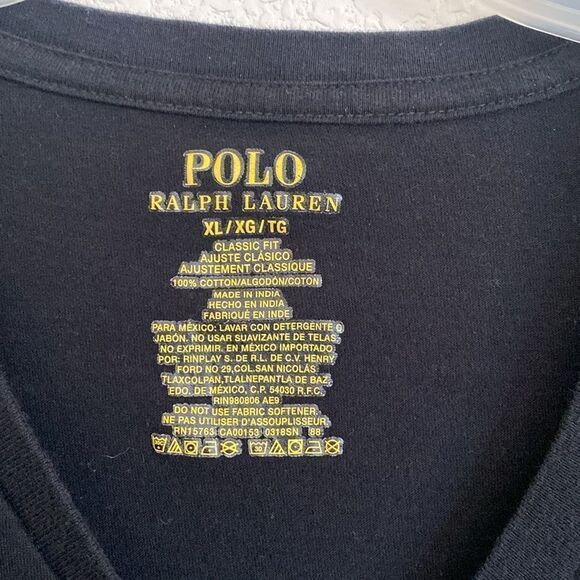 POLO
RALPH LAUREN
XL/XG/TG
CLASSIC FIT
AJUSTE CLÁSICO
AJUSTEMENT CLASSIQUE
100% COTTON/ALGODÓN/COTON
MADE IN INDIA
HECHO EN INDIA
FABRIQUÉ EN INDE
PARA MÉXICO: LAVAR CON DETERGENTE O
JABÓN. NO USAR SUAVIZANTE DE TELAS.
NO EXPRIMIR. EN MÉXICO IMPORTADO
POR: RINPLAY S. DE R.L. DE C.V. HENRY
FORD NO 29,COL.SAN NICOLÁS
TLAXCOLPAN,TLALNEPANTLA DE BAZ,
EDO. DE MÉXICO, C.P. 54030 R.F.C.
RIN980806 AE9
DO NOT USE FABRIC SOFTENER.
NE PAS UTILISER D'ASSOUPLISSEUR.
RN15763 CA00153 0318SN 88
30